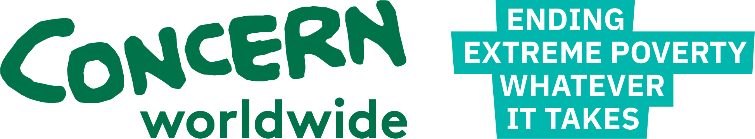 CONCERN
worldwide
ENDING
EXTREME POVERTY
WHATEVER
IT TAKES